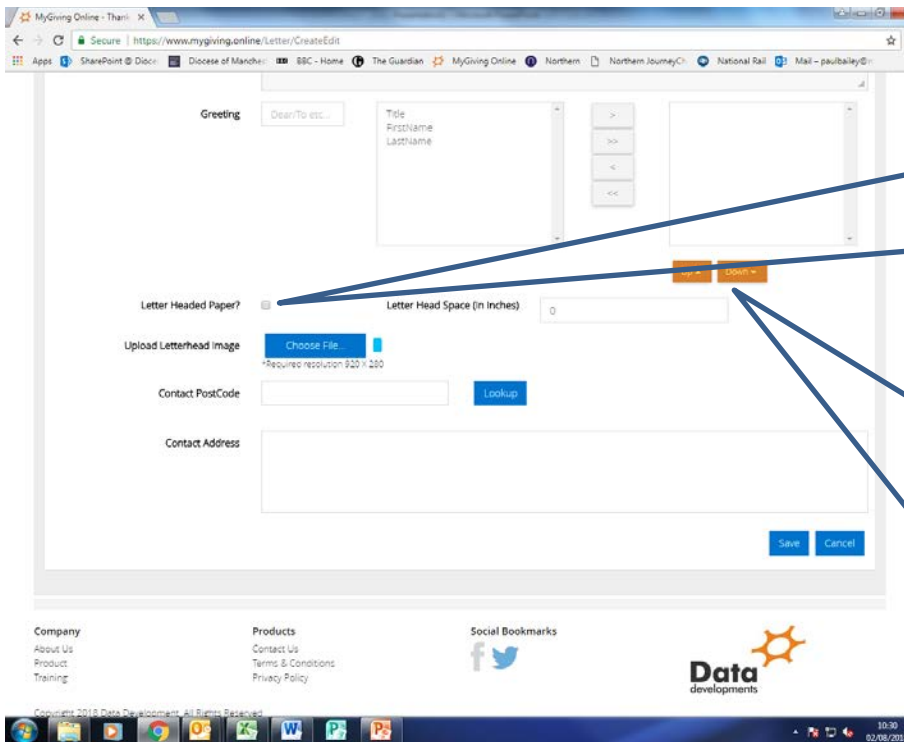 MyGiving Online - Thank
Secure | https://www.mygiving.online/Letter/CreateEdit
Apps SharePoint @ Dioce Diocese of Manches BBC - Home The Guardian MyGiving Online Northern Northern JourneyCh National Rail Mail – paulbailey@m
Greeting Dear/To etc... Title >
FirstName
LastName >>
<
<<
Down
Letter Headed Paper? Letter Head Space (In Inches) 0
Upload Letterhead Image Choose File...
*Required resolution 920 X 280
Contact PostCode Lookup
Contact Address
Save Cancel
Company Products Social Bookmarks
About Us Contact Us
Product Terms & Conditions
Training Privacy Policy
Data
developments
Copyright 2018 Data Development. All Rights Reserved
10:30
02/08/201